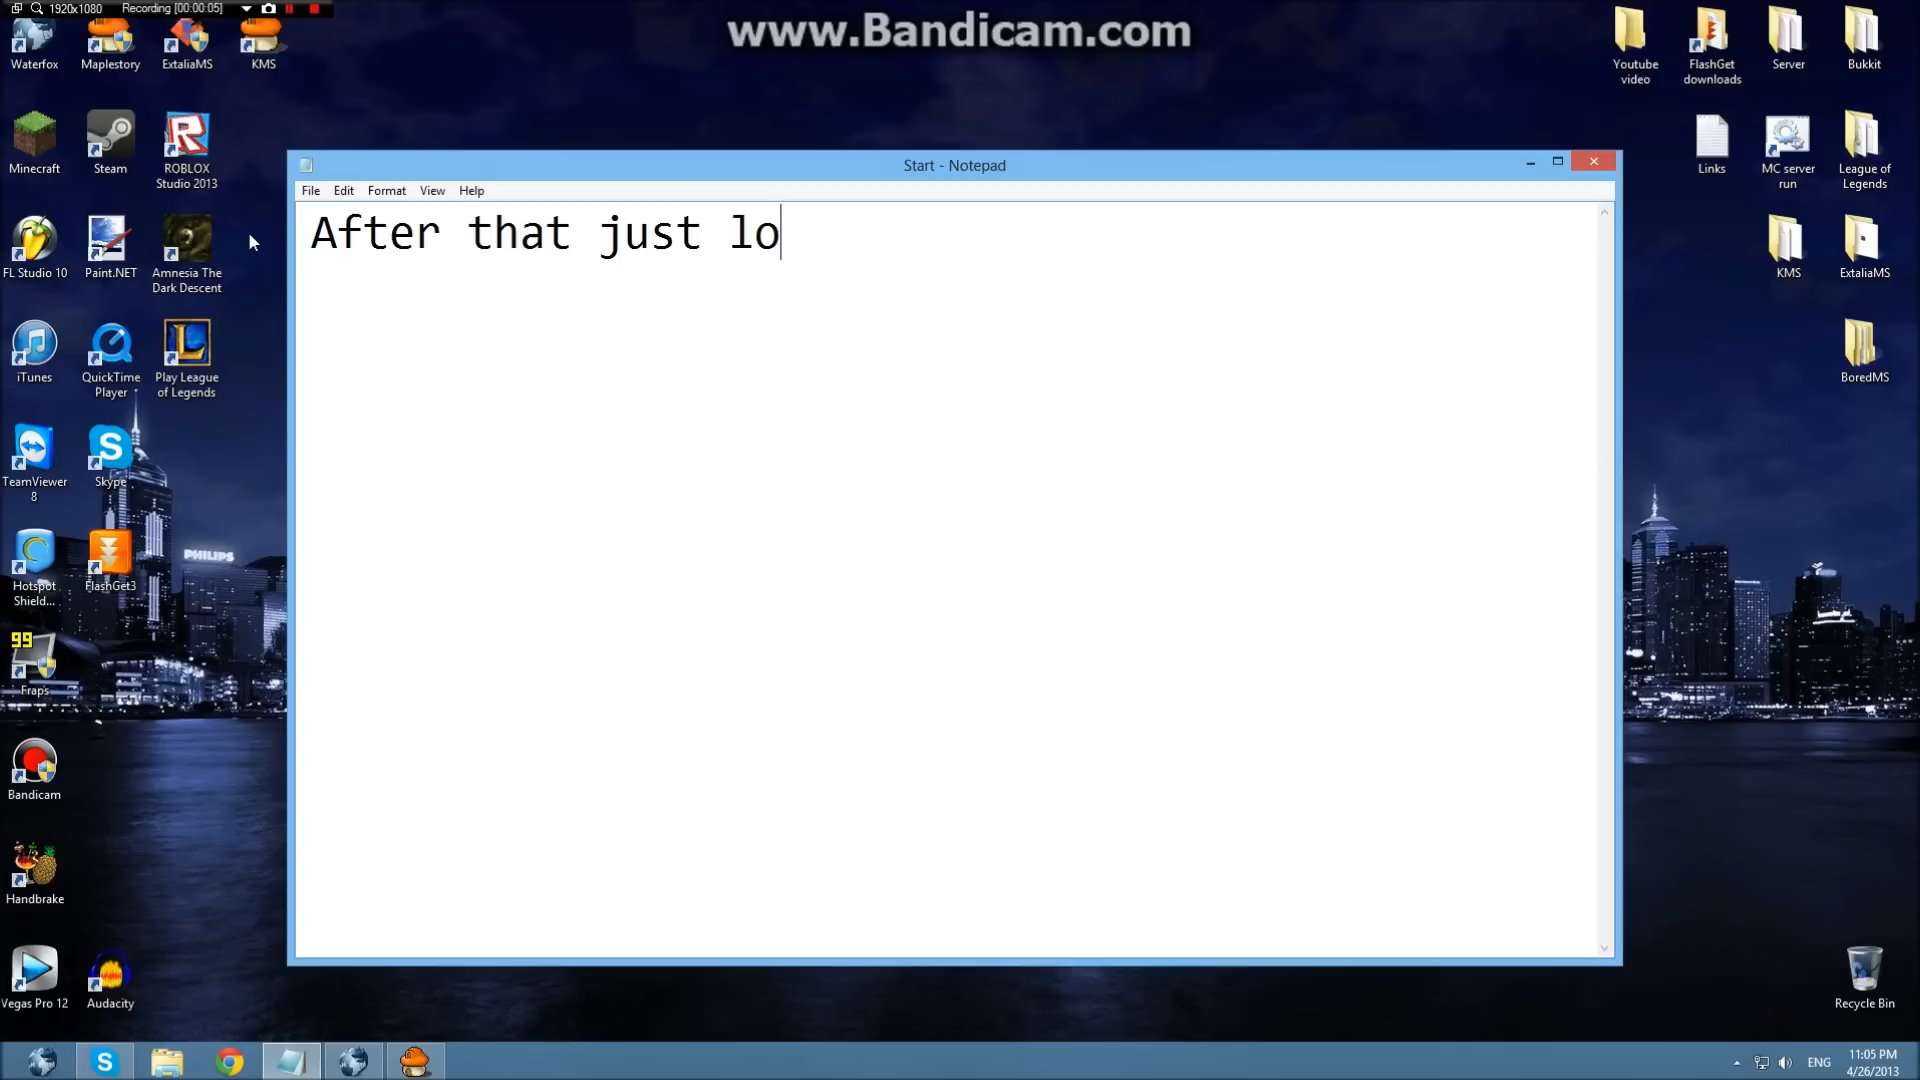 1920x1080 Recording [00:00:05]
www.Bandicam.com
Waterfox
Maplestory
ExtaliaMS
KMS
Youtube
video
FlashGet
downloads
Server
Bukkit
Minecraft
Steam
ROBLOX
Studio 2013
Links
MC server
run
League of
Legends
Start - Notepad
File Edit Format View Help
After that just lo
FL Studio 10
Paint.NET
Amnesia The
Dark Descent
KMS
ExtaliaMS
iTunes
QuickTime
Player
Play League
of Legends
BoredMS
TeamViewer
8
Skype
PHILIPS
Hotspot
Shield...
FlashGet3
99
Fraps
Bandicam
Handbrake
Vegas Pro 12
Audacity
Recycle Bin
ENG
11:05 PM
4/26/2013